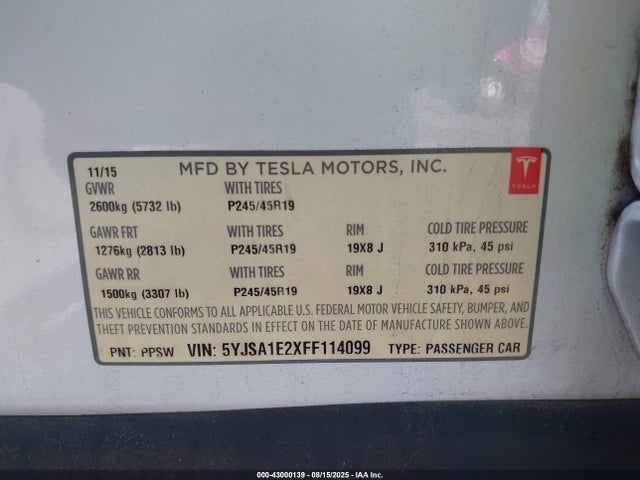 11/15 MFD BY TESLA MOTORS, INC.
TESLA
GVWR WITH TIRES
2600kg (5732 lb) P245/45R19
GAWR FRT WITH TIRES RIM COLD TIRE PRESSURE
1276kg (2813 lb) P245/45R19 19X8 J 310 kPa, 45 psi
GAWR RR WITH TIRES RIM COLD TIRE PRESSURE
1500kg (3307 lb) P245/45R19 19X8 J 310 kPa, 45 psi
THIS VEHICLE CONFORMS TO ALL APPLICABLE U.S. FEDERAL MOTOR VEHICLE SAFETY, BUMPER, AND
THEFT PREVENTION STANDARDS IN EFFECT ON THE DATE OF MANUFACTURE SHOWN ABOVE.
PNT: PPSW VIN: 5YJSA1E2XFF114099 TYPE: PASSENGER CAR
000-43000139 - 08/15/2025 - IAA Inc.